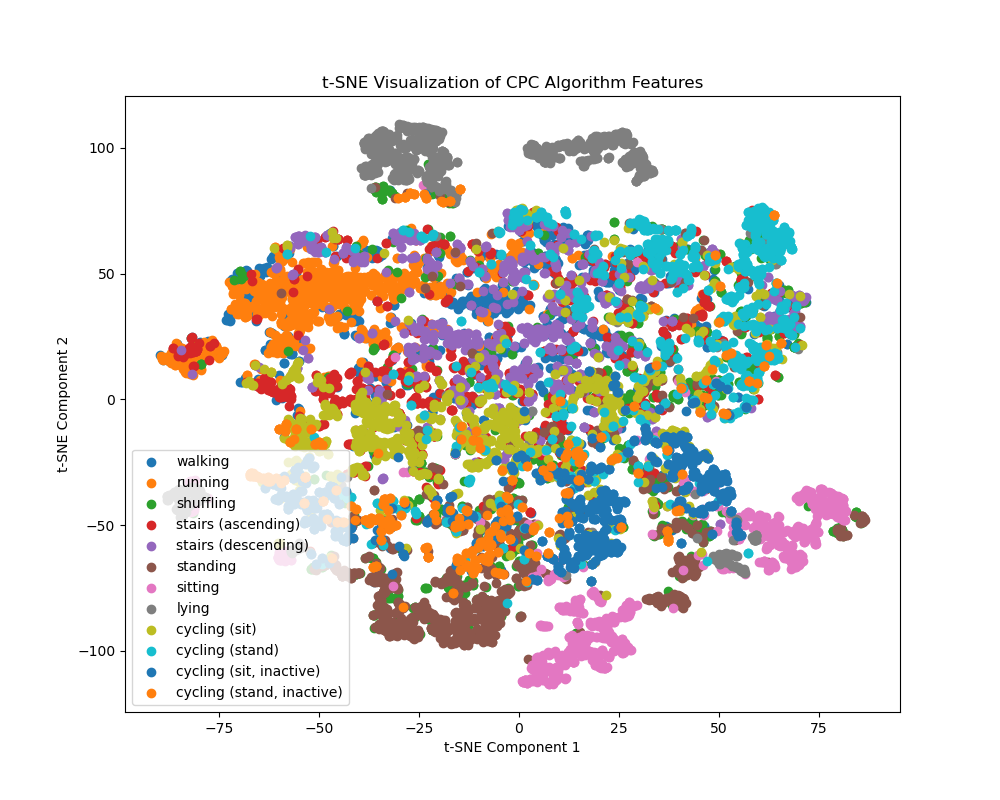 t-SNE Visualization of CPC Algorithm Features
t-SNE Component 2
100
50
0
−50
−100
walking
running
shuffling
stairs (ascending)
stairs (descending)
standing
sitting
lying
cycling (sit)
cycling (stand)
cycling (sit, inactive)
cycling (stand, inactive)
−75
−50
−25
0
25
50
75
t-SNE Component 1